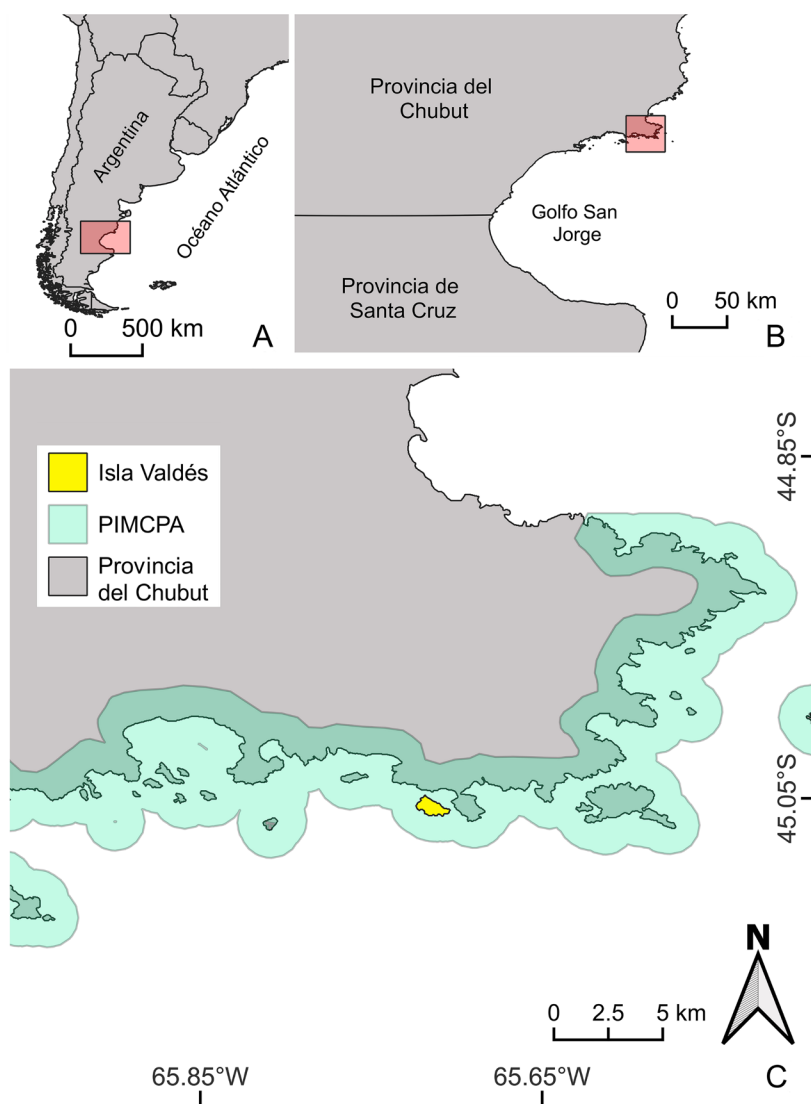 Argentina
Océano Atlántico
0 500 km
A
Provincia del
Chubut
Golfo San
Jorge
Provincia de
Santa Cruz
0 50 km
B
Isla Valdés
PIMCPA
Provincia
del Chubut
44.85°S
45.05°S
N
0 2.5 5 km
65.85°W
65.65°W
C